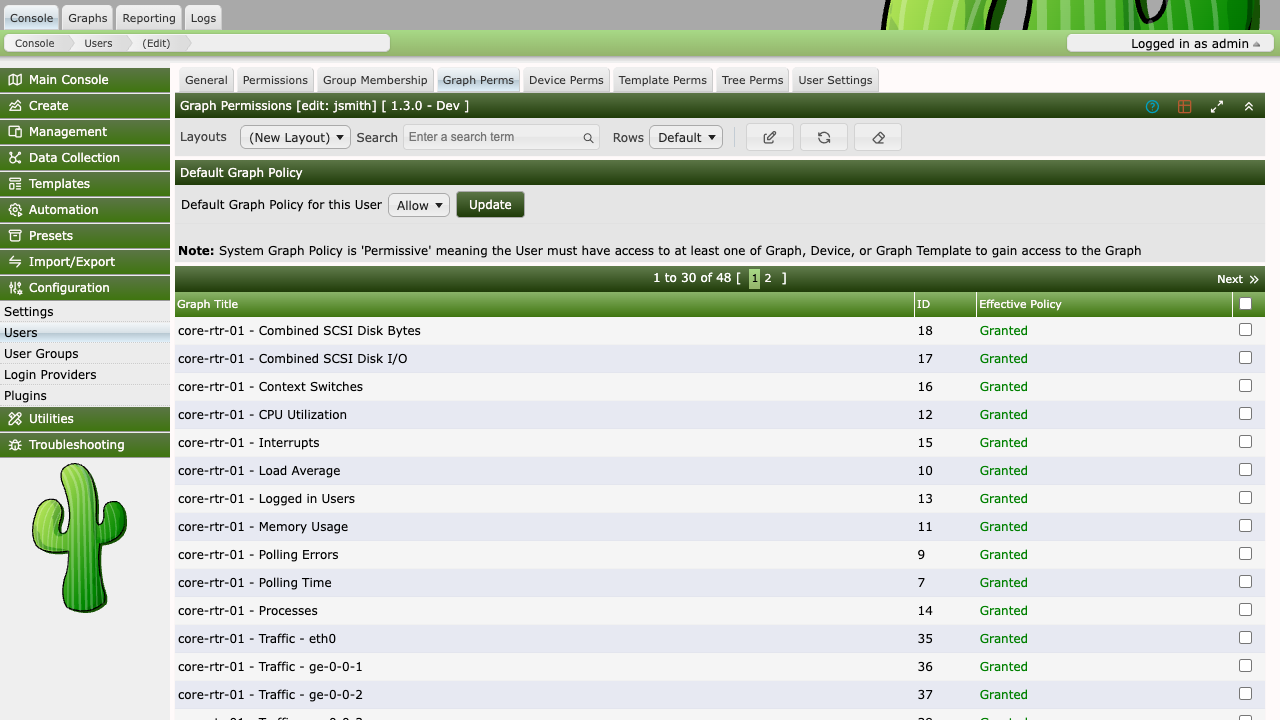 Console Graphs Reporting Logs
Console Users (Edit) Logged in as admin
Main Console
Create
Management
Data Collection
Templates
Automation
Presets
Import/Export
Configuration
Settings
Users
User Groups
Login Providers
Plugins
Utilities
Troubleshooting
General Permissions Group Membership Graph Perms Device Perms Template Perms Tree Perms User Settings
Graph Permissions [edit: jsmith] [ 1.3.0 - Dev ]
Layouts (New Layout) Search Enter a search term Rows Default
Default Graph Policy
Default Graph Policy for this User Allow Update
Note: System Graph Policy is 'Permissive' meaning the User must have access to at least one of Graph, Device, or Graph Template to gain access to the Graph
1 to 30 of 48 [ 1 2 ] Next
Graph Title ID Effective Policy
core-rtr-01 - Combined SCSI Disk Bytes 18 Granted
core-rtr-01 - Combined SCSI Disk I/O 17 Granted
core-rtr-01 - Context Switches 16 Granted
core-rtr-01 - CPU Utilization 12 Granted
core-rtr-01 - Interrupts 15 Granted
core-rtr-01 - Load Average 10 Granted
core-rtr-01 - Logged in Users 13 Granted
core-rtr-01 - Memory Usage 11 Granted
core-rtr-01 - Polling Errors 9 Granted
core-rtr-01 - Polling Time 7 Granted
core-rtr-01 - Processes 14 Granted
core-rtr-01 - Traffic - eth0 35 Granted
core-rtr-01 - Traffic - ge-0-0-1 36 Granted
core-rtr-01 - Traffic - ge-0-0-2 37 Granted